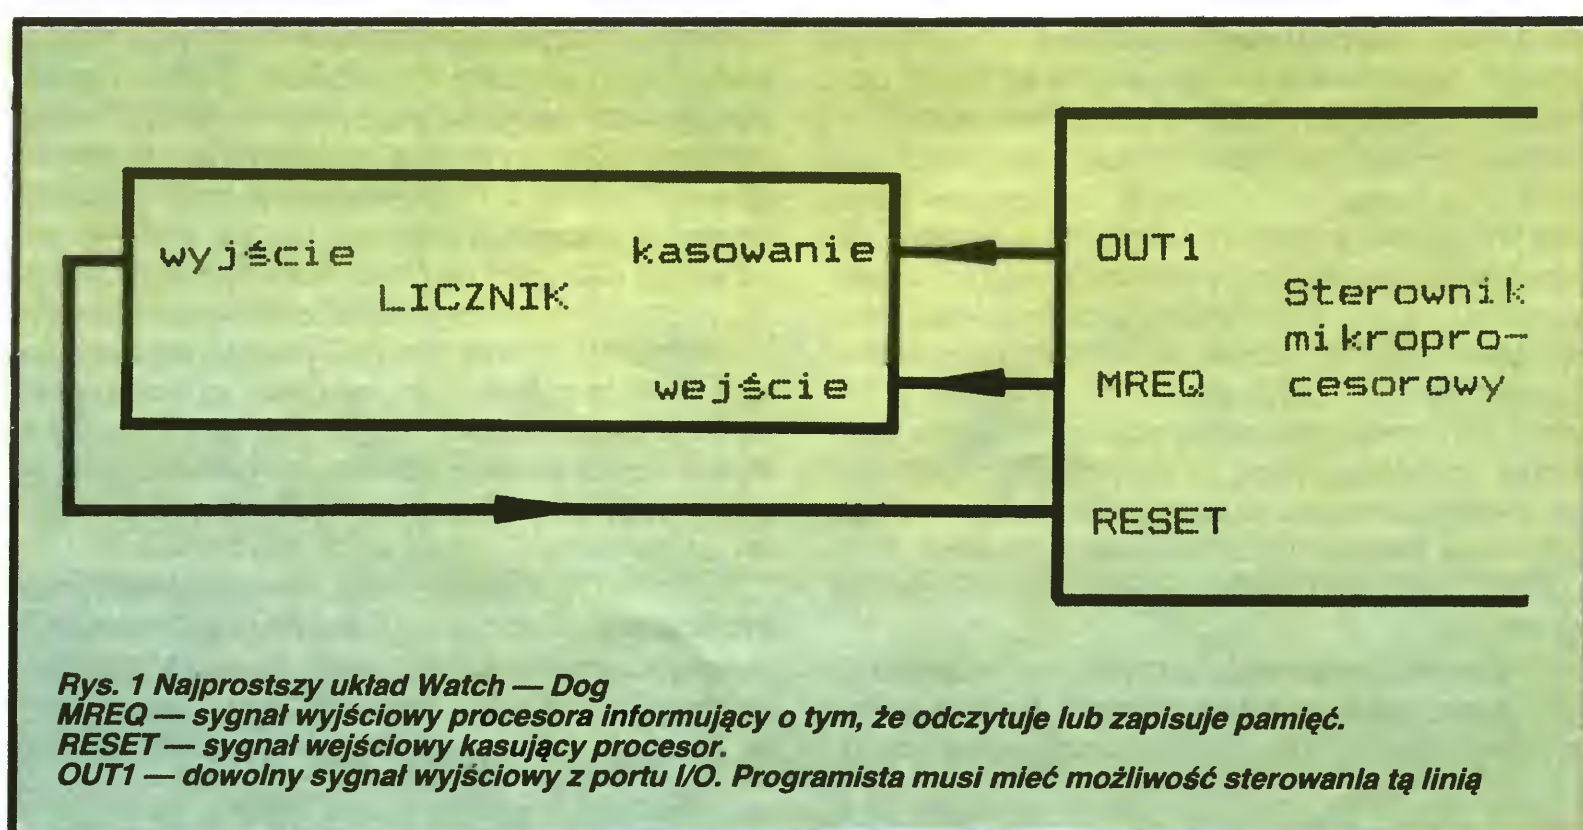 wyjście
kasowanie
LICZNIK
wejście
OUT1
Sterownik
mikropro-
MREQ
cesorowy
RESET
Rys. 1 Najprostszy układ Watch — Dog
MREQ — sygnał wyjściowy procesora informujący o tym, że odczytuje lub zapisuje pamięć.
RESET — sygnał wejściowy kasujący procesor.
OUT1 — dowolny sygnał wyjściowy z portu I/O. Programista musi mieć możliwość sterowania tą linią